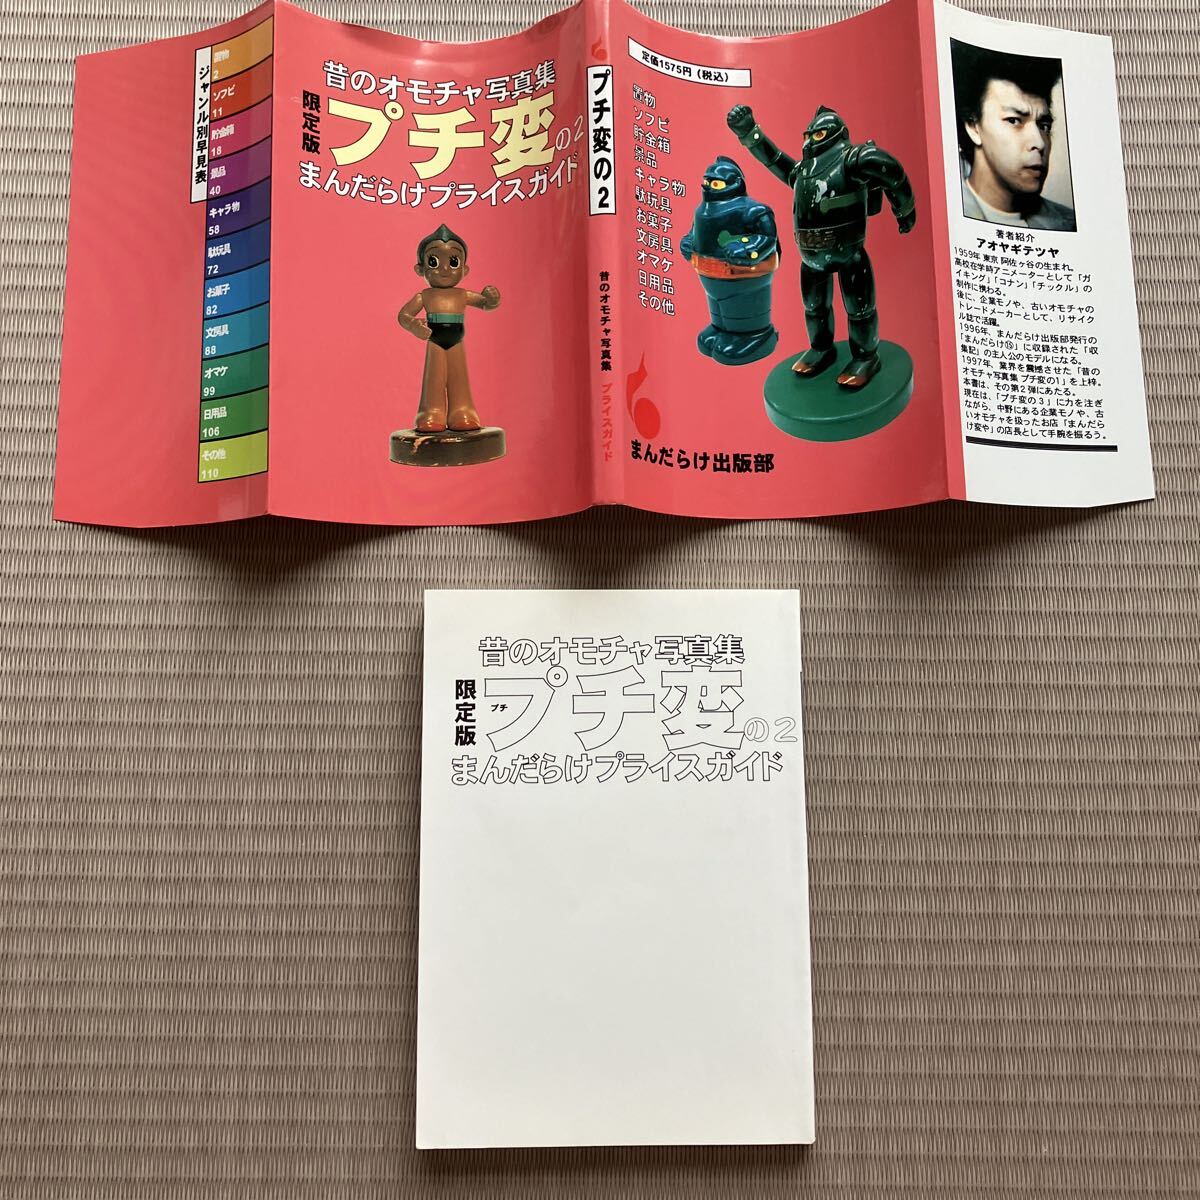 ジャンル別早見表
置物
2
ソフビ
11
貯金箱
18
景品
40
キャラ物
58
駄玩具
72
お菓子
82
文房具
88
オマケ
99
日用品
106
その他
110
昔のオモチャ写真集
限定版
プチ変の2
まんだらけプライスガイド
プチ変の2
昔のオモチャ写真集 プライスガイド
定価1575円(税込)
置物
ソフビ
貯金箱
景品
キャラ物
駄玩具
お菓子
文房具
オマケ
日用品
その他
まんだらけ出版部
著者紹介
アオヤギテツヤ
1959年 東京 阿佐ヶ谷の生まれ。
高校在学時アニメーターとして「ガ
イキング」「コナン」「チックル」の
制作に携わる。
後に、企業モノや、古いオモチャの
トレードメーカーとして、リサイク
ル誌で活躍。
1996年、まんだらけ出版部発行の
「まんだらけ⑮」に収録された「収
集記」の主人公のモデルになる。
1997年、業界を震撼させた「昔の
オモチャ写真集 プチ変の1」を上梓。
本書は、その第2弾にあたる。
現在は、「プチ変の3」に力を注ぎ
ながら、中野にある企業モノや、古
いオモチャを扱ったお店「まんだら
け変や」の店長として手腕を振るう。
昔のオモチャ写真集
限定版
プチ
プチ変の2
まんだらけプライスガイド